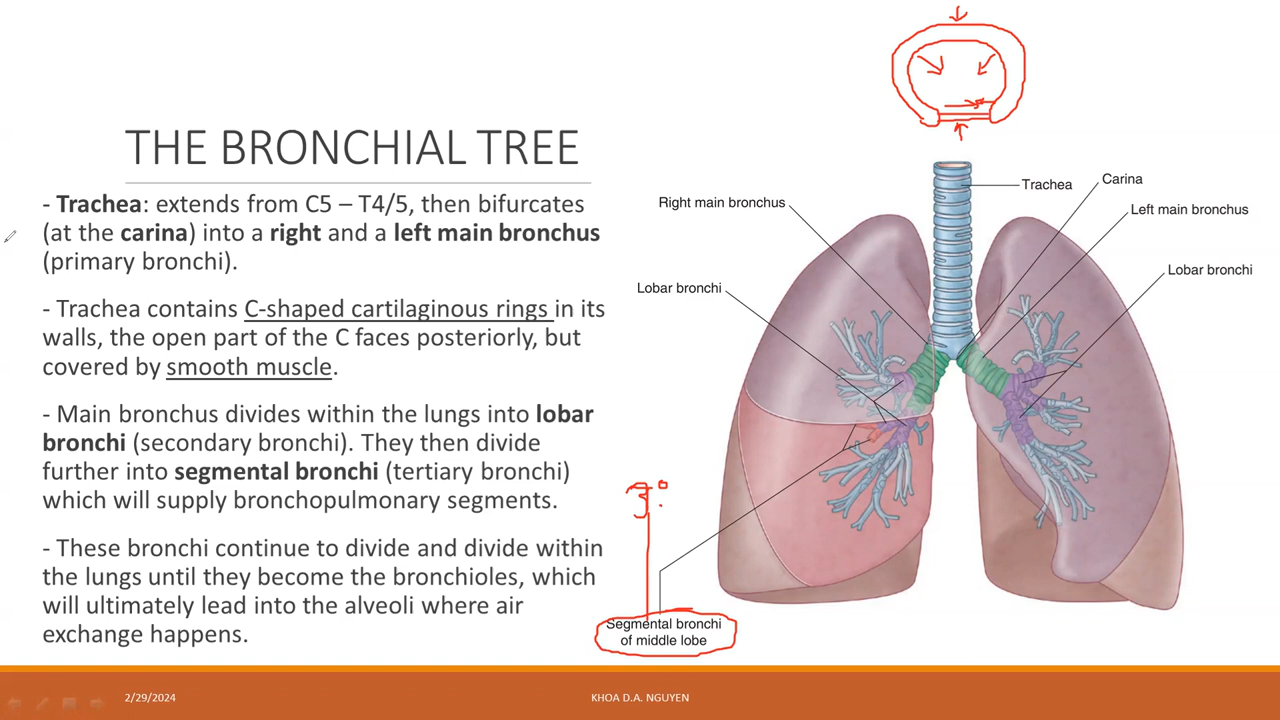 THE BRONCHIAL TREE
- Trachea: extends from C5 – T4/5, then bifurcates
(at the carina) into a right and a left main bronchus
(primary bronchi).
- Trachea contains C-shaped cartilaginous rings in its
walls, the open part of the C faces posteriorly, but
covered by smooth muscle.
- Main bronchus divides within the lungs into lobar
bronchi (secondary bronchi). They then divide
further into segmental bronchi (tertiary bronchi)
which will supply bronchopulmonary segments.
- These bronchi continue to divide and divide within
the lungs until they become the bronchioles, which
will ultimately lead into the alveoli where air
exchange happens.
Trachea
Carina
Right main bronchus
Left main bronchus
Lobar bronchi
Lobar bronchi
3°
Segmental bronchi
of middle lobe
2/29/2024
KHOA D.A. NGUYEN